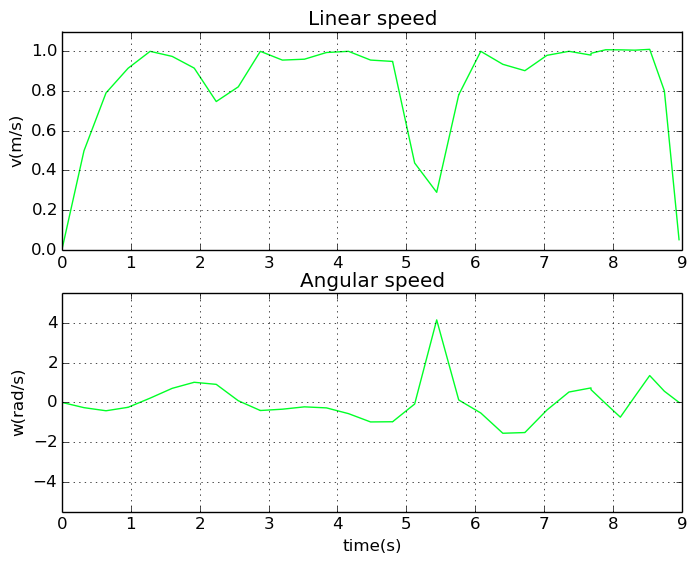 Linear speed
1.0
0.8
0.6
0.4
0.2
0.0
v(m/s)
0 1 2 3 4 5 6 7 8 9
Angular speed
4
2
0
−2
−4
w(rad/s)
0 1 2 3 4 5 6 7 8 9
time(s)